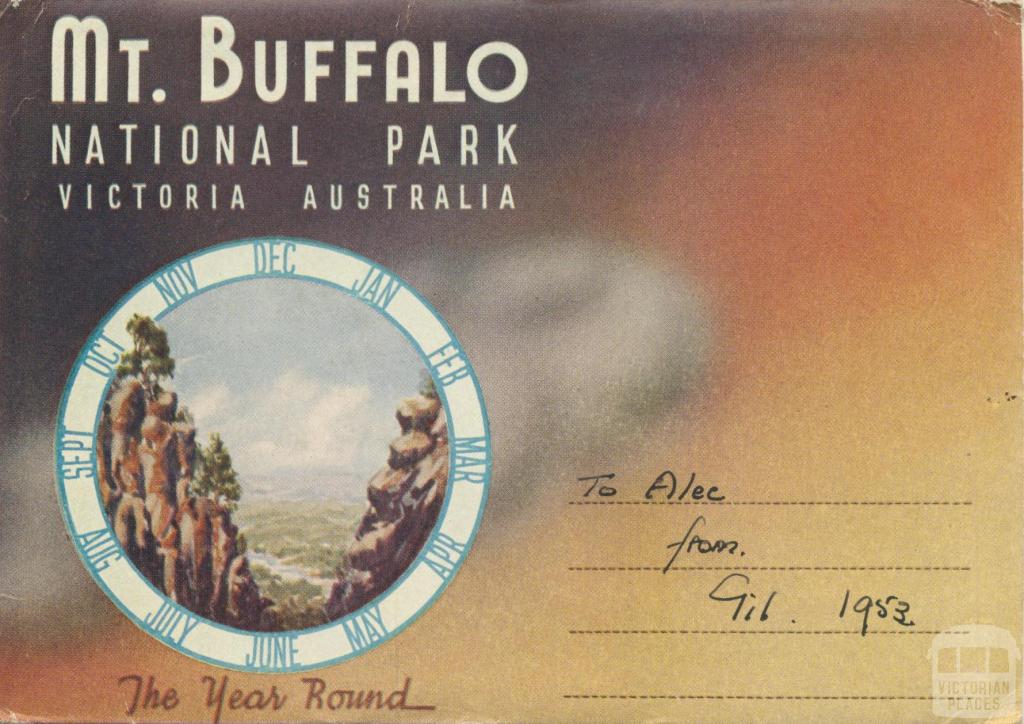 MT. BUFFALO
NATIONAL PARK
VICTORIA AUSTRALIA
DEC
JAN
FEB
MAR
APR
MAY
JUNE
JULY
AUG
SEPT
OCT
NOV
The Year Round
To Alec
from.
Gib. 1953
VICTORIAN
PLACES